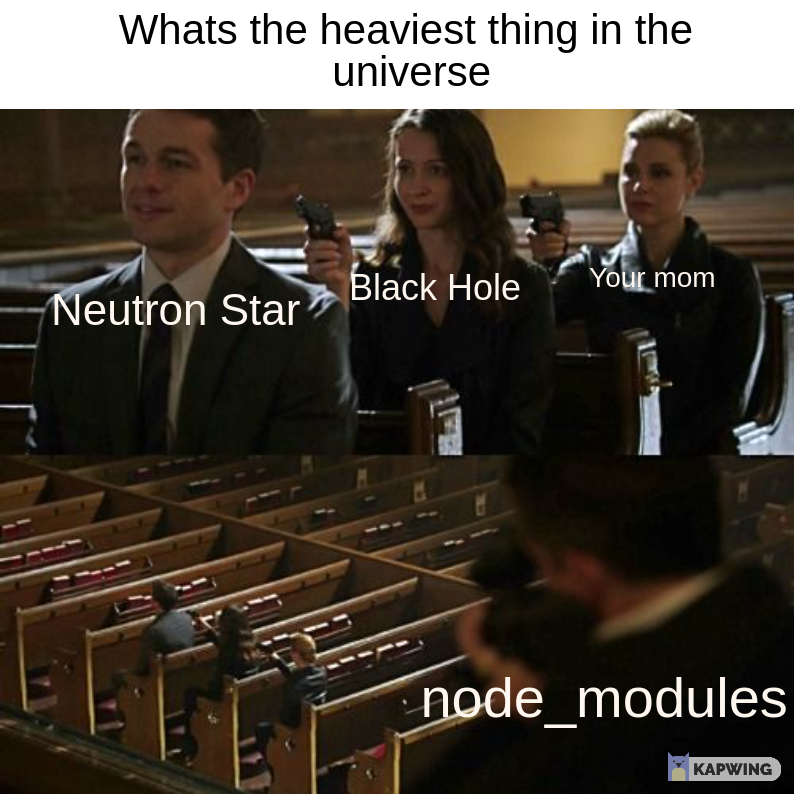 Whats the heaviest thing in the
universe
Neutron Star
Black Hole
Your mom
node_modules
KAPWING